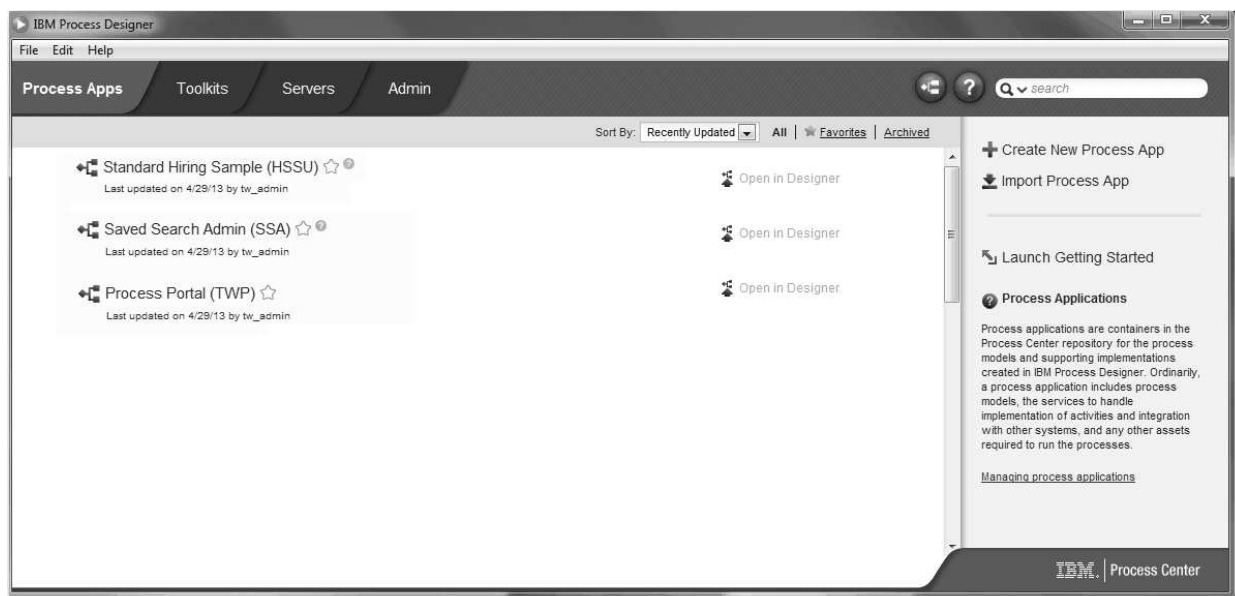 IBM Process Designer
File Edit Help
Process Apps Toolkits Servers Admin
? search
Sort By: Recently Updated All | Favorites | Archived
Standard Hiring Sample (HSSU) ?
Last updated on 4/29/13 by tw_admin
Open in Designer
Saved Search Admin (SSA) ?
Last updated on 4/29/13 by tw_admin
Open in Designer
Process Portal (TWP)
Last updated on 4/29/13 by tw_admin
Open in Designer
Create New Process App
Import Process App
Launch Getting Started
? Process Applications
Process applications are containers in the
Process Center repository for the process
models and supporting implementations
created in IBM Process Designer. Ordinarily,
a process application includes process
models, the services to handle
implementation of activities and integration
with other systems, and any other assets
required to run the processes.
Managing process applications
IBM. | Process Center